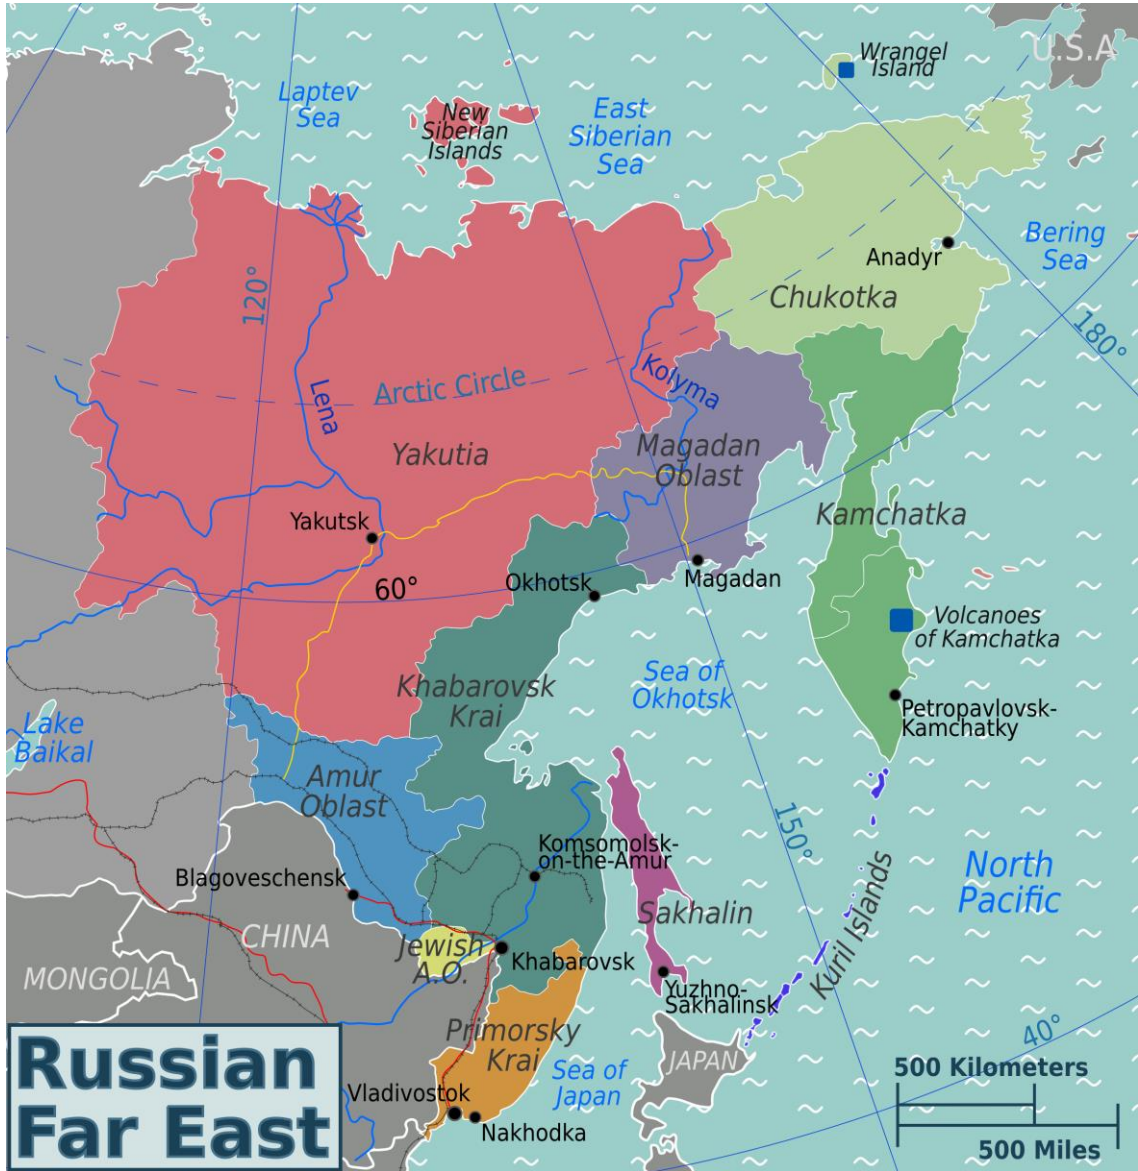 Wrangel
Island
U.S.A
Laptev
Sea
New
Siberian
Islands
East
Siberian
Sea
Bering
Sea
Anadyr
Chukotka
120°
180°
Arctic Circle
Lena
Kolyma
Yakutia
Magadan
Oblast
Kamchatka
Yakutsk
60°
Okhotsk
Magadan
Volcanoes
of Kamchatka
Sea of
Okhotsk
Khabarovsk
Krai
Petropavlovsk-
Kamchatky
Lake
Baikal
Amur
Oblast
150°
Komsomolsk-
on-the-Amur
North
Pacific
Blagoveschensk
Sakhalin
CHINA
Jewish
A.O.
Khabarovsk
Kuril Islands
MONGOLIA
Yuzhno-
Sakhalinsk
Primorsky
Krai
40°
JAPAN
Sea of
Japan
Vladivostok
Nakhodka
Russian
Far East
500 Kilometers
500 Miles